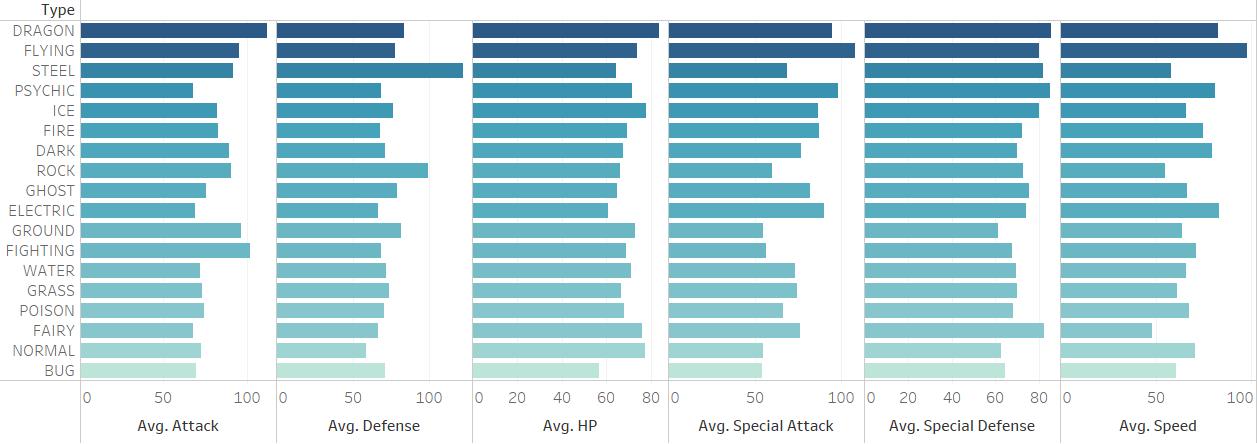 Type
DRAGON
FLYING
STEEL
PSYCHIC
ICE
FIRE
DARK
ROCK
GHOST
ELECTRIC
GROUND
FIGHTING
WATER
GRASS
POISON
FAIRY
NORMAL
BUG
0 50 100 0 50 100 0 20 40 60 80 0 50 100 0 20 40 60 80 0 50 100
Avg. Attack Avg. Defense Avg. HP Avg. Special Attack Avg. Special Defense Avg. Speed